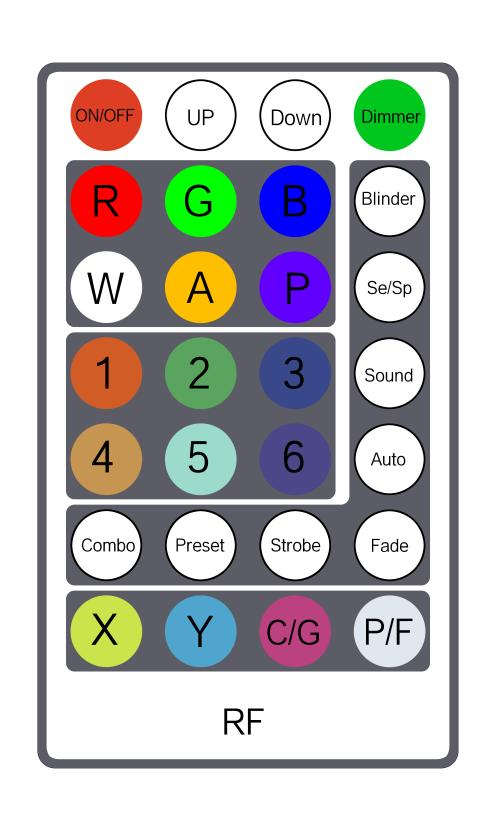 ON/OFF UP Down Dimmer
R G B Blinder
W A P Se/Sp
1 2 3 Sound
4 5 6 Auto
Combo Preset Strobe Fade
X Y C/G P/F
RF